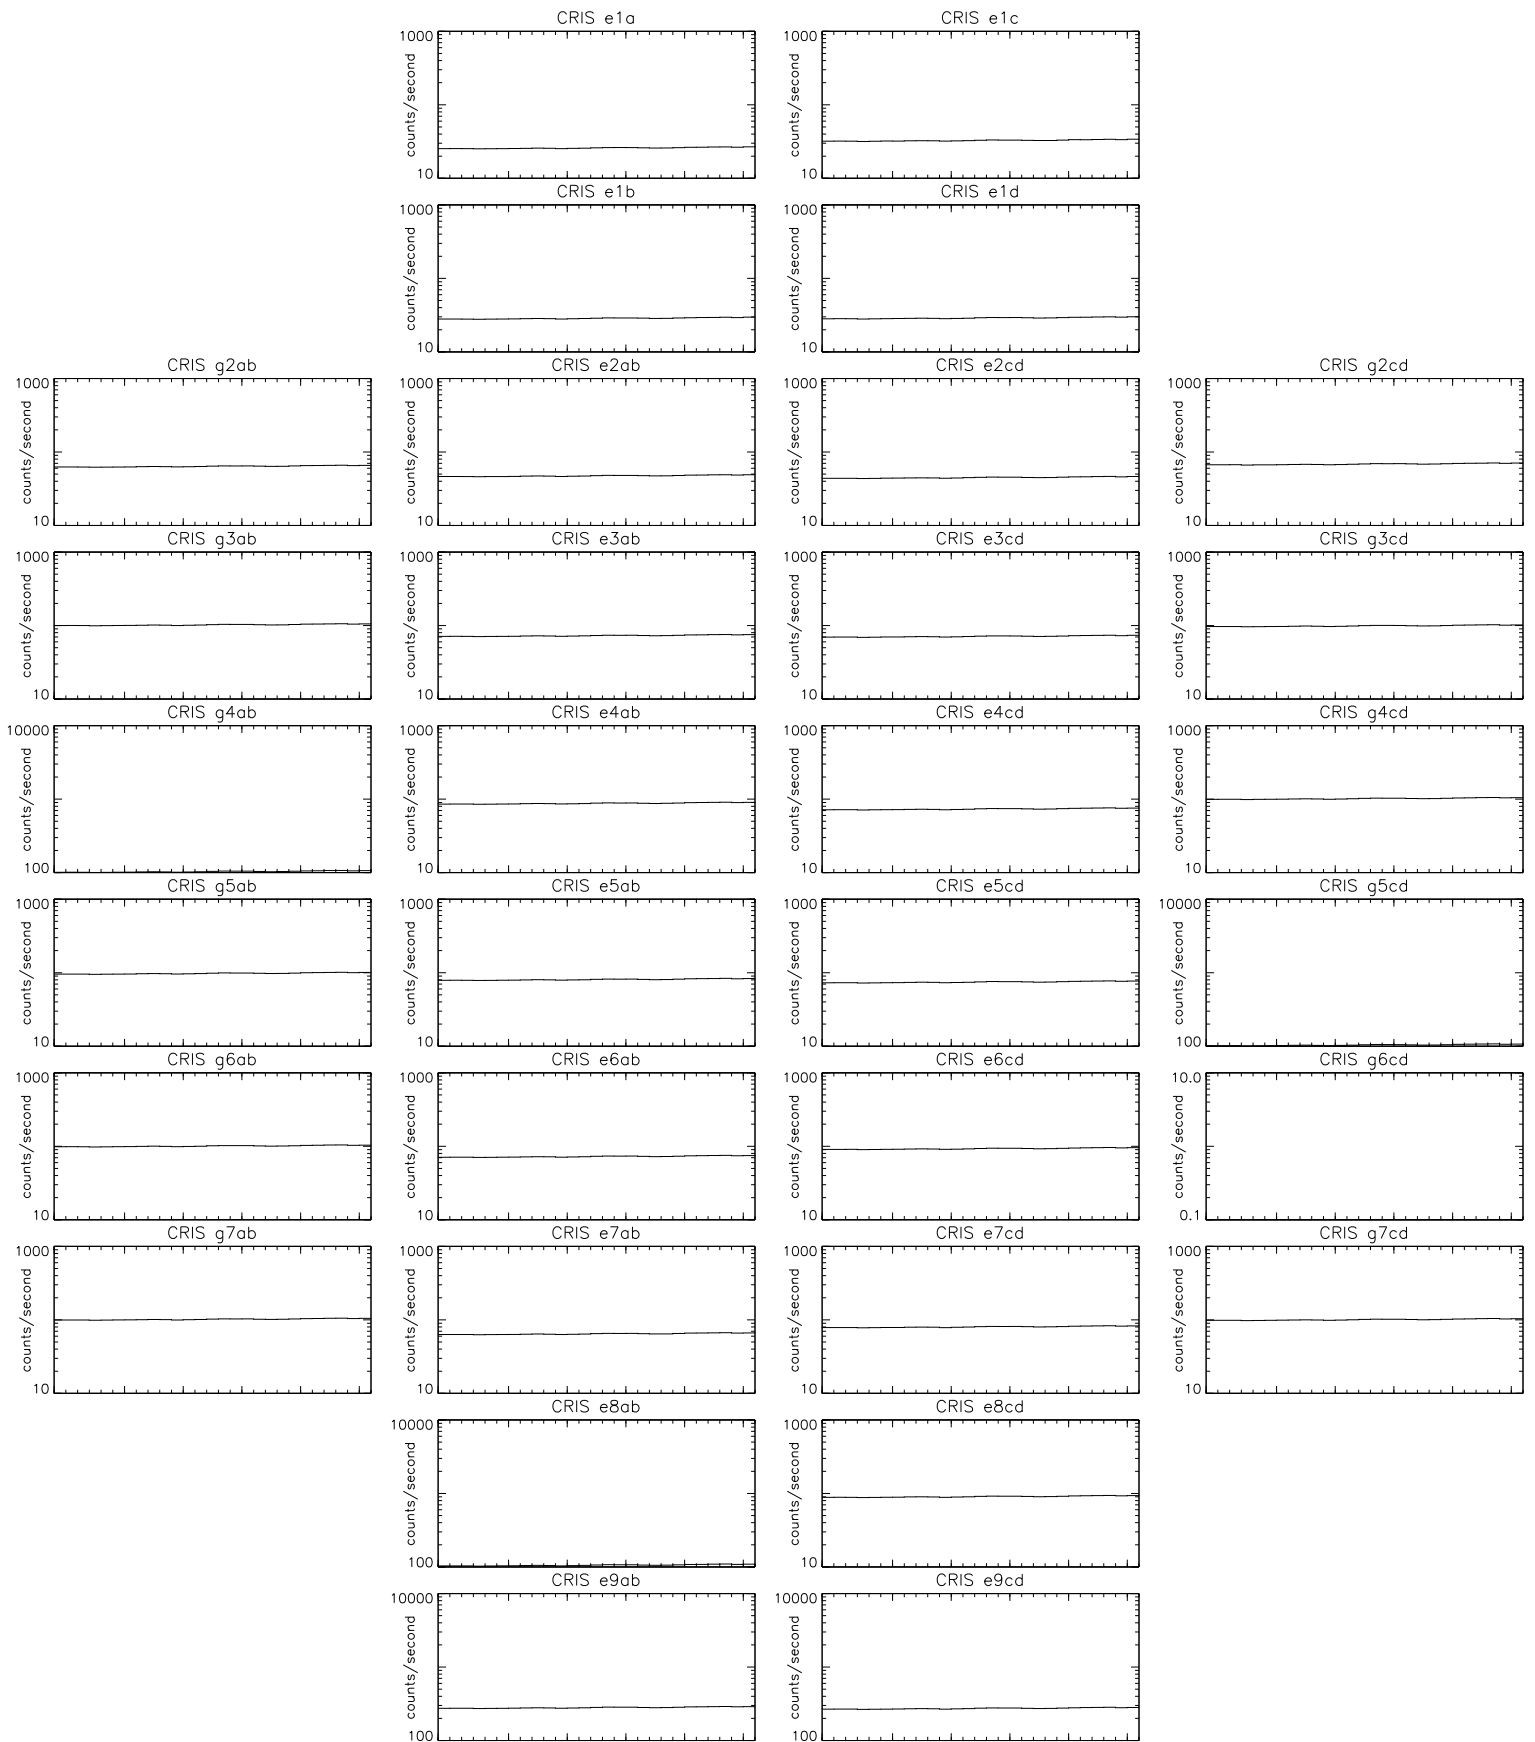 CRIS e1a
1000
counts/second
10
CRIS e1c
1000
counts/second
10
CRIS e1b
1000
counts/second
10
CRIS e1d
1000
counts/second
10
CRIS g2ab
1000
counts/second
10
CRIS e2ab
1000
counts/second
10
CRIS e2cd
1000
counts/second
10
CRIS g2cd
1000
counts/second
10
CRIS g3ab
1000
counts/second
10
CRIS e3ab
1000
counts/second
10
CRIS e3cd
1000
counts/second
10
CRIS g3cd
1000
counts/second
10
CRIS g4ab
10000
counts/second
100
CRIS e4ab
1000
counts/second
10
CRIS e4cd
1000
counts/second
10
CRIS g4cd
1000
counts/second
10
CRIS g5ab
1000
counts/second
10
CRIS e5ab
1000
counts/second
10
CRIS e5cd
1000
counts/second
10
CRIS g5cd
10000
counts/second
100
CRIS g6ab
1000
counts/second
10
CRIS e6ab
1000
counts/second
10
CRIS e6cd
1000
counts/second
10
CRIS g6cd
10.0
counts/second
0.1
CRIS g7ab
1000
counts/second
10
CRIS e7ab
1000
counts/second
10
CRIS e7cd
1000
counts/second
10
CRIS g7cd
1000
counts/second
10
CRIS e8ab
10000
counts/second
100
CRIS e8cd
1000
counts/second
10
CRIS e9ab
10000
counts/second
100
CRIS e9cd
10000
counts/second
100